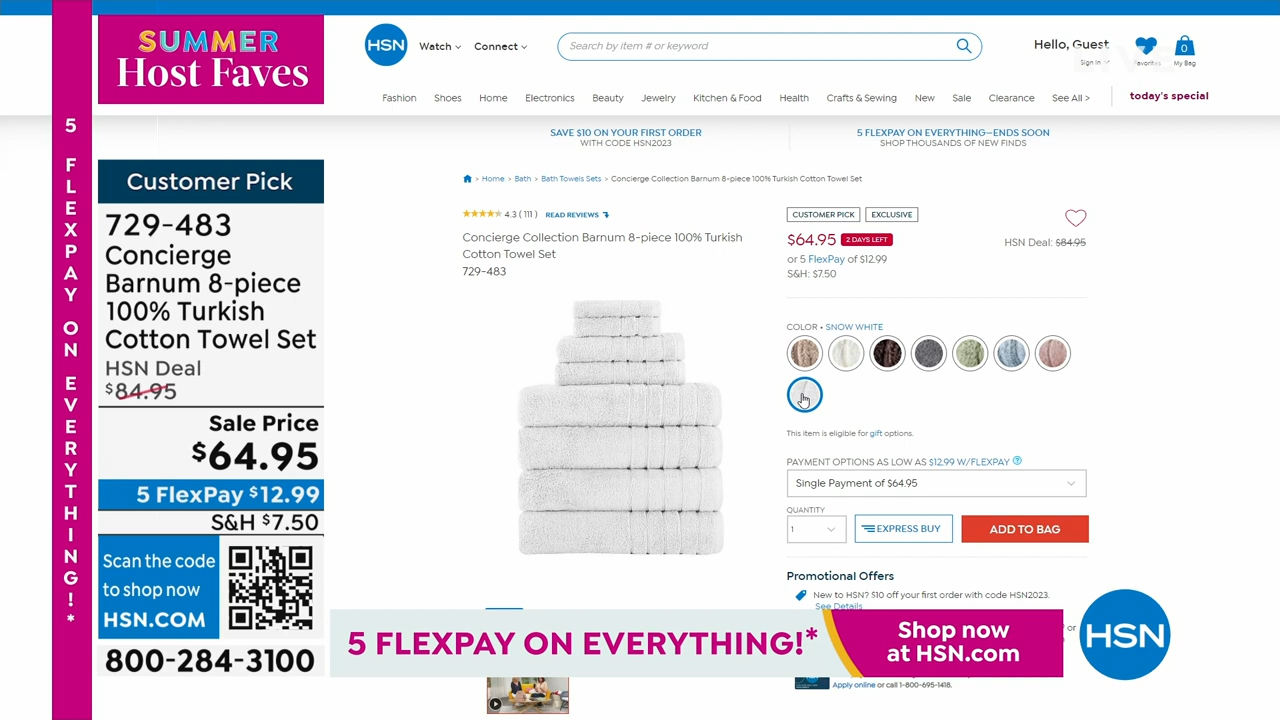 SUMMER
Host Faves
5 FLEXPAY ON EVERYTHING!*
Customer Pick
729-483
Concierge
Barnum 8-piece
100% Turkish
Cotton Towel Set
HSN Deal
$84.95
Sale Price
$64.95
5 FlexPay $12.99
S&H $7.50
Scan the code
to shop now
HSN.COM
800-284-3100
HSN
Watch
Connect
Search by item # or keyword
Hello, Guest
Sign In
Favorites
0
My Bag
Fashion Shoes Home Electronics Beauty Jewelry Kitchen & Food Health Crafts & Sewing New Sale Clearance See All > today's special
SAVE $10 ON YOUR FIRST ORDER
WITH CODE HSN2023
5 FLEXPAY ON EVERYTHING—ENDS SOON
SHOP THOUSANDS OF NEW FINDS
> Home > Bath > Bath Towels Sets > Concierge Collection Barnum 8-piece 100% Turkish Cotton Towel Set
4.3 ( 111 ) READ REVIEWS
Concierge Collection Barnum 8-piece 100% Turkish
Cotton Towel Set
729-483
CUSTOMER PICK EXCLUSIVE
$64.95 2 DAYS LEFT HSN Deal: $84.95
or 5 FlexPay of $12.99
S&H: $7.50
COLOR • SNOW WHITE
This item is eligible for gift options.
PAYMENT OPTIONS AS LOW AS $12.99 W/FLEXPAY ?
Single Payment of $64.95
QUANTITY
1
EXPRESS BUY
ADD TO BAG
Promotional Offers
New to HSN? $10 off your first order with code HSN2023.
See Details
or
5 FLEXPAY ON EVERYTHING!*
Shop now
at HSN.com
HSN
Apply online or call 1-800-695-1418.